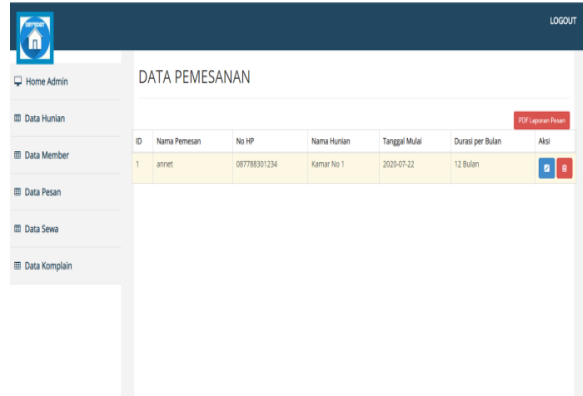 LOGOUT
Home Admin
Data Hunian
Data Member
Data Pesan
Data Sewa
Data Komplain
DATA PEMESANAN
PDF Laporan Pesan
ID Nama Pemesan No HP Nama Hunian Tanggal Mulai Durasi per Bulan Aksi
1 annet 087788301234 Kamar No 1 2020-07-22 12 Bulan